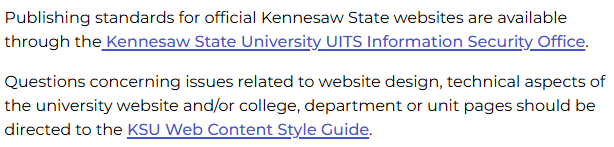 Publishing standards for official Kennesaw State websites are available
through the Kennesaw State University UITS Information Security Office.
Questions concerning issues related to website design, technical aspects of
the university website and/or college, department or unit pages should be
directed to the KSU Web Content Style Guide.